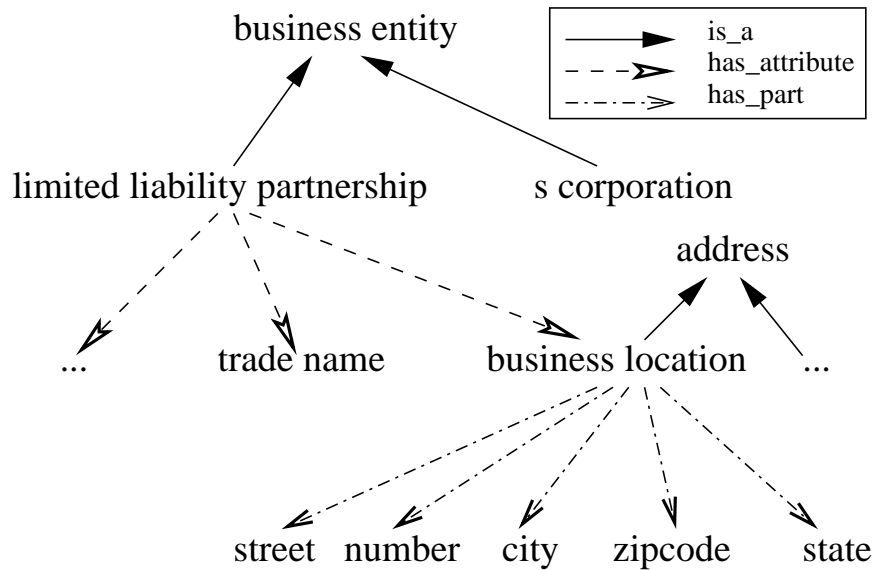 business entity
is_a
has_attribute
has_part
limited liability partnership
s corporation
address
...
trade name
business location
...
street
number
city
zipcode
state